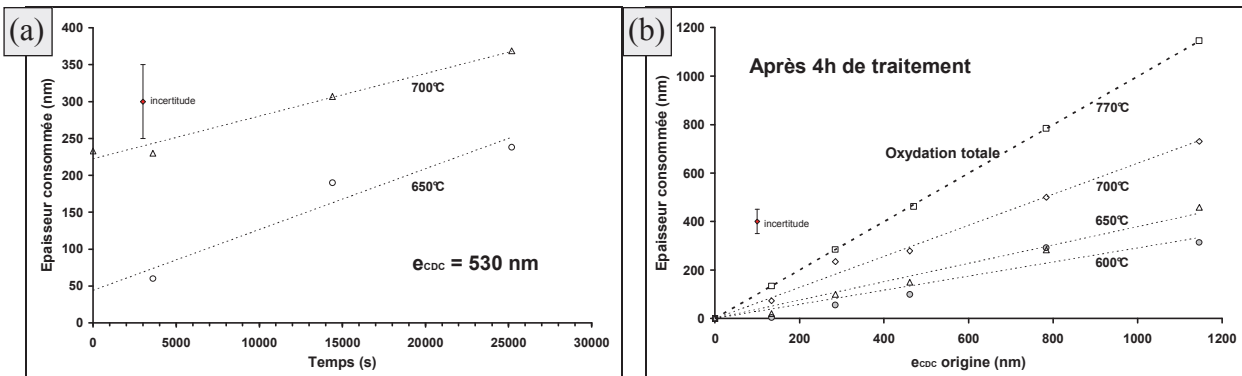 (a)
Epaisseur consommée (nm)
400
350
300
250
200
150
100
50
0
incertitude
700°C
650°C
eCDC = 530 nm
0 5000 10000 15000 20000 25000 30000
Temps (s)
(b)
Epaisseur consommée (nm)
1200
1000
800
600
400
200
0
Après 4h de traitement
770°C
Oxydation totale
700°C
incertitude
650°C
600°C
0 200 400 600 800 1000 1200
eCDC origine (nm)